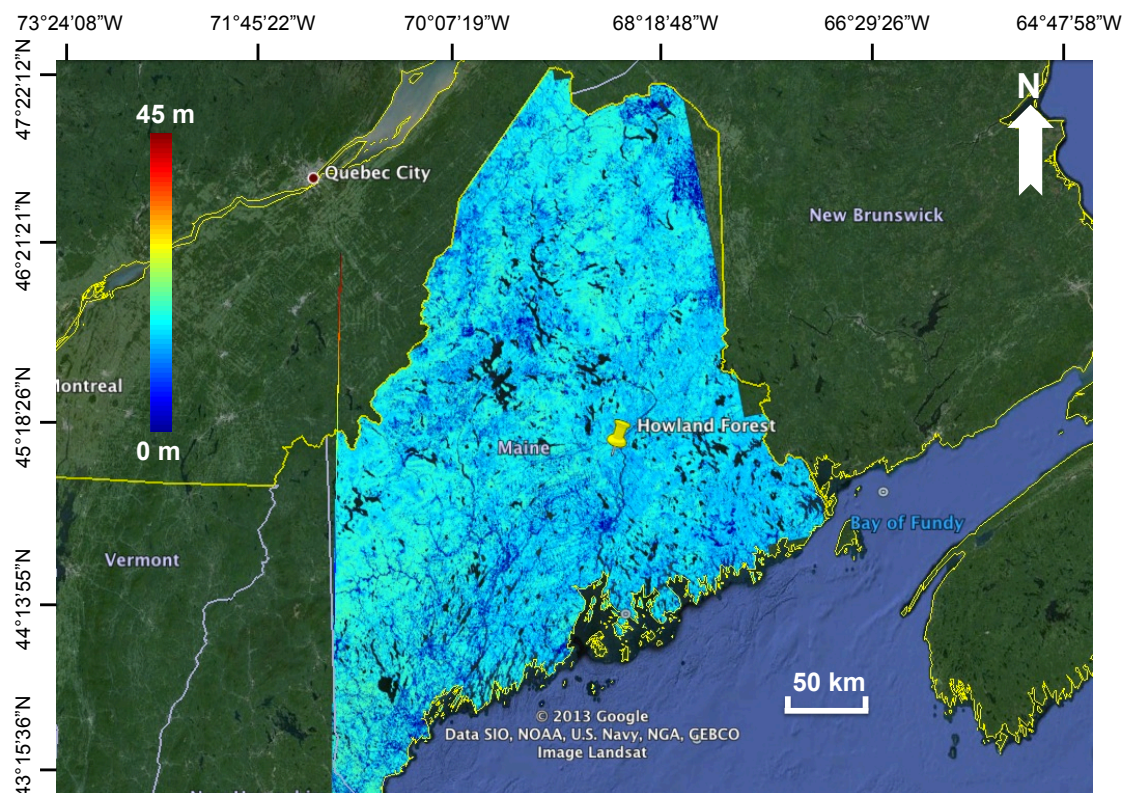 73°24'08”W 71°45'22”W 70°07'19”W 68°18'48”W 66°29'26”W 64°47'58”W
47°22'12”N
46°21'21”N
45°18'26”N
44°13'55”N
43°15'36”N
45 m
0 m
N
Quebec City
New Brunswick
Montreal
Howland Forest
Maine
Bay of Fundy
Vermont
50 km
© 2013 Google
Data SIO, NOAA, U.S. Navy, NGA, GEBCO
Image Landsat